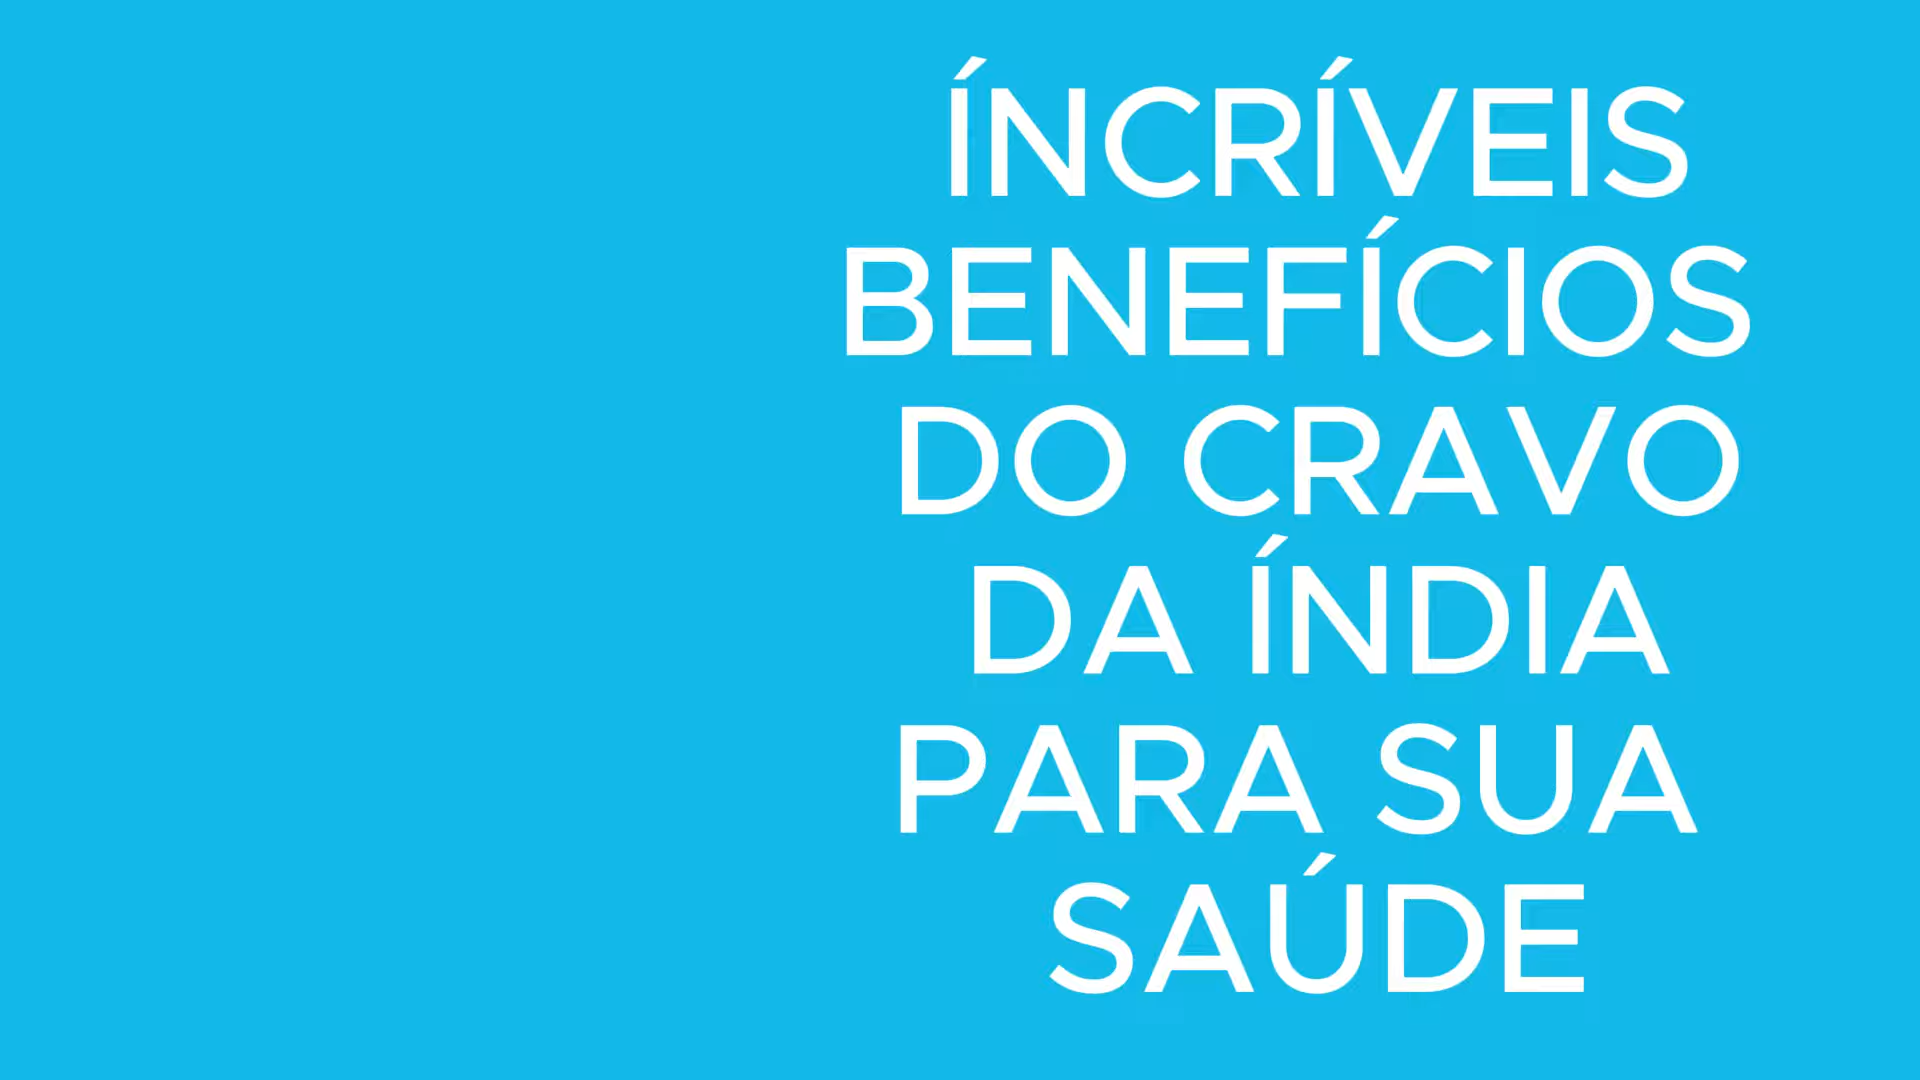 ÍNCRÍVEIS
BENEFÍCIOS
DO CRAVO
DA ÍNDIA
PARA SUA
SAÚDE